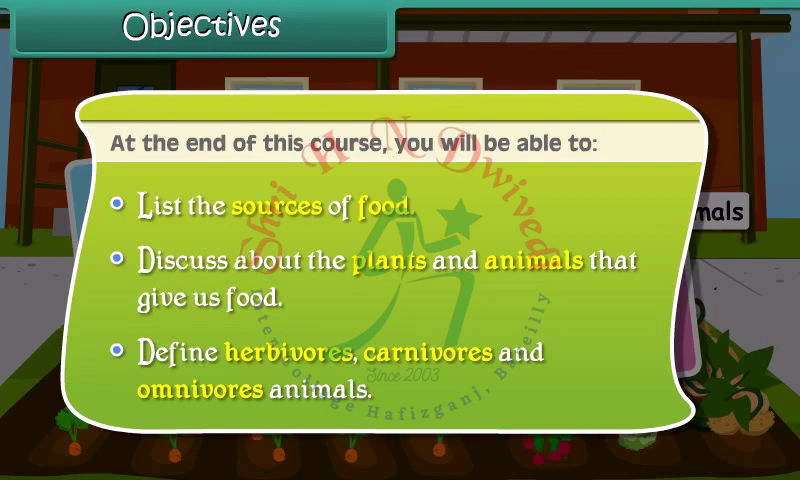 Objectives
At the end of this course, you will be able to:
List the sources of food.
Discuss about the plants and animals that
give us food.
Define herbivores, carnivores and
omnivores animals.
mals
Shri H N Dwivedi
Inter College Hafizganj, Bareilly
Since 2003